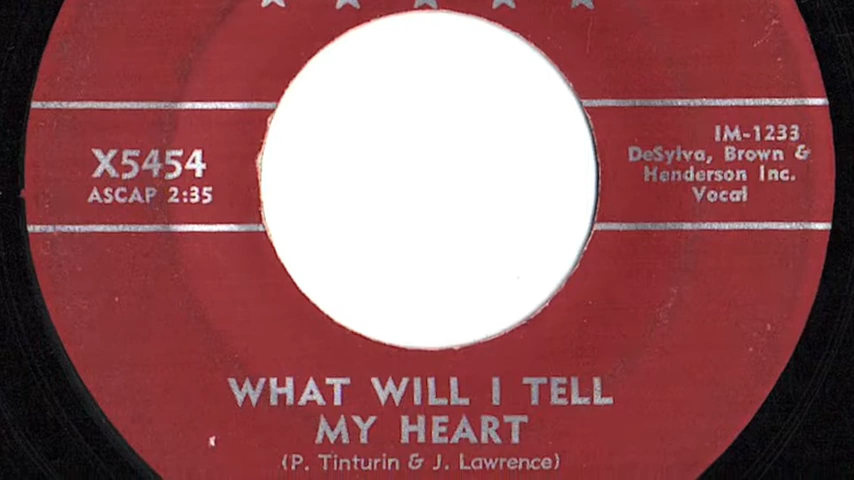 X5454
ASCAP 2:35
IM-1233
DeSylva, Brown &
Henderson Inc.
Vocal
WHAT WILL I TELL
MY HEART
(P. Tinturin & J. Lawrence)